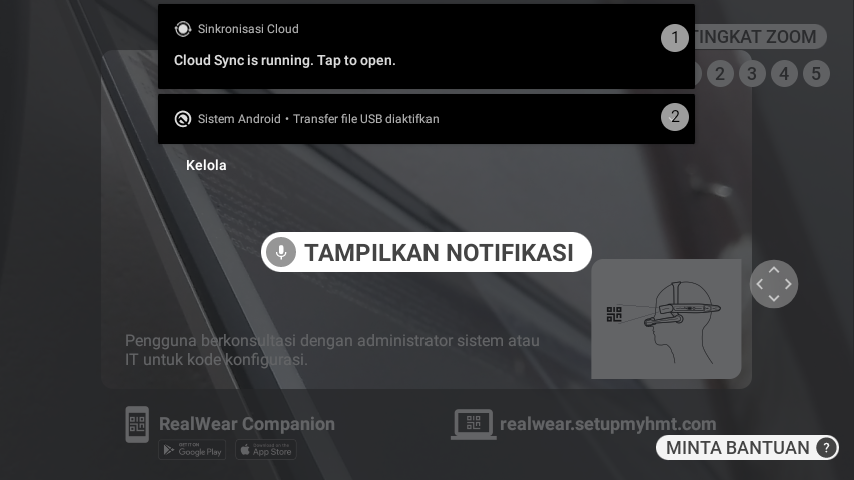 Sinkronisasi Cloud
1
Cloud Sync is running. Tap to open.
TINGKAT ZOOM
2 3 4 5
Sistem Android • Transfer file USB diaktifkan
2
Kelola
TAMPILKAN NOTIFIKASI
Pengguna berkonsultasi dengan administrator sistem atau
IT untuk kode konfigurasi.
RealWear Companion
realwear.setupmyhmt.com
GET IT ON
Google Play
Download on the
App Store
MINTA BANTUAN ?